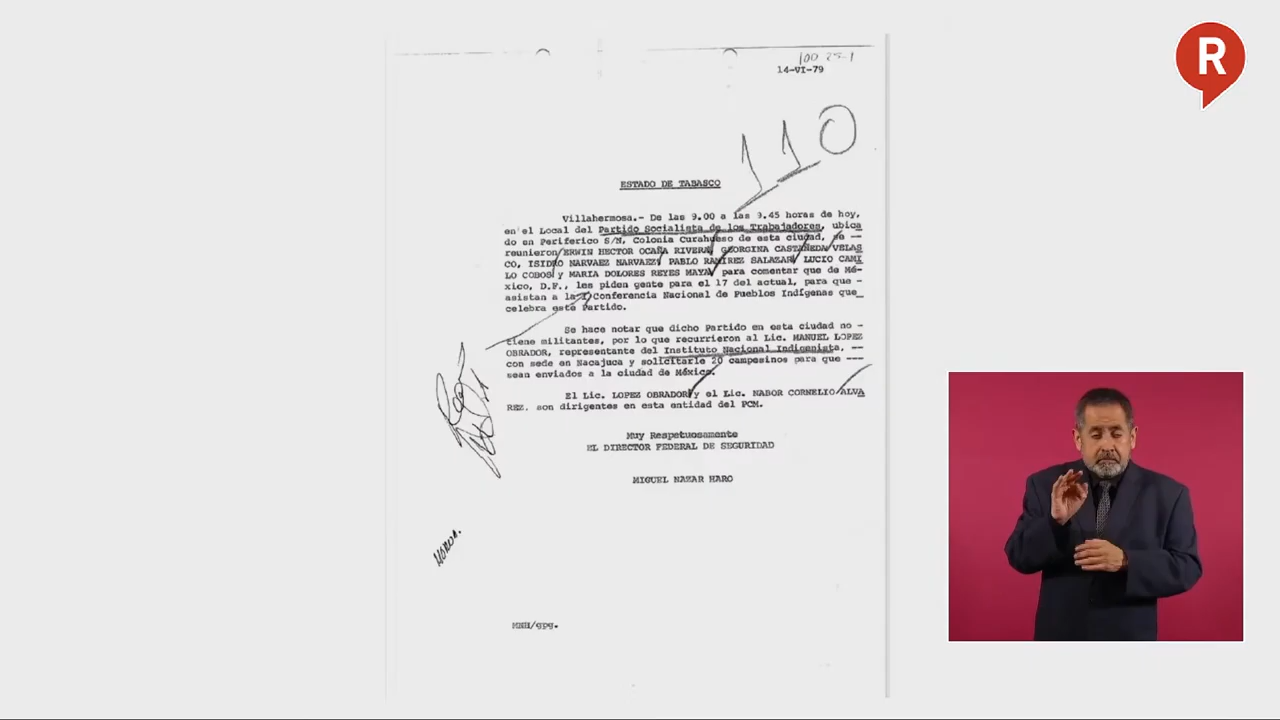 R
100 25-1
14-VI-79
110
ESTADO DE TABASCO
Villahermosa.- De las 9.00 a las 9.45 horas de hoy,
en el Local del Partido Socialista de los Trabajadores, ubica
do en Periferico S/N, Colonia Curahueso de esta ciudad, se --
reunieron ERWIN HECTOR OCAÑA RIVERA, GEORGINA CASTAÑEDA VELAS
CO, ISIDRO NARVAEZ NARVAEZ, PABLO RAMIREZ SALAZAR, LUCIO CAMI
LO COBOS y MARIA DOLORES REYES MAYA, para comentar que de Mé-
xico, D.F., les piden gente para el 17 del actual, para que -
asistan a la Conferencia Nacional de Pueblos Indígenas que
celebra este Partido.
Se hace notar que dicho Partido en esta ciudad no -
tiene militantes, por lo que recurrieron al Lic. MANUEL LOPEZ
OBRADOR, representante del Instituto Nacional Indigenista, --
con sede en Nacajuca y solicitarle 20 campesinos para que ---
sean enviados a la ciudad de México.
El Lic. LOPEZ OBRADOR y el Lic. NABOR CORNELIO ALVA
REZ, son dirigentes en esta entidad del PCM.
Muy Respetuosamente
EL DIRECTOR FEDERAL DE SEGURIDAD
MIGUEL NAZAR HARO
MNH/gpg.